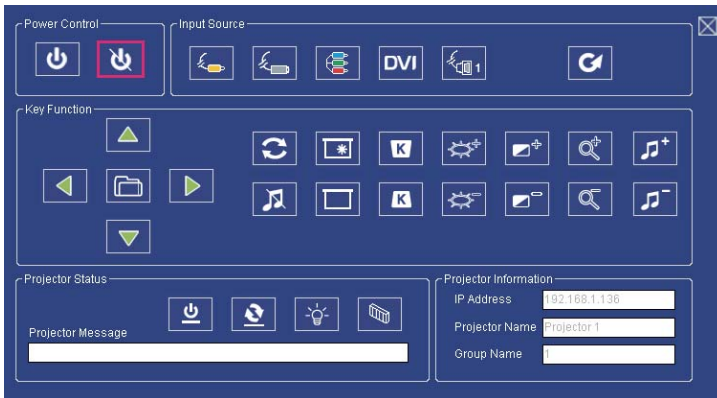 Power Control
Input Source
DVI
1
Key Function
K
K
Projector Status
Projector Message
Projector Information
IP Address 192.168.1.136
Projector Name Projector 1
Group Name 1